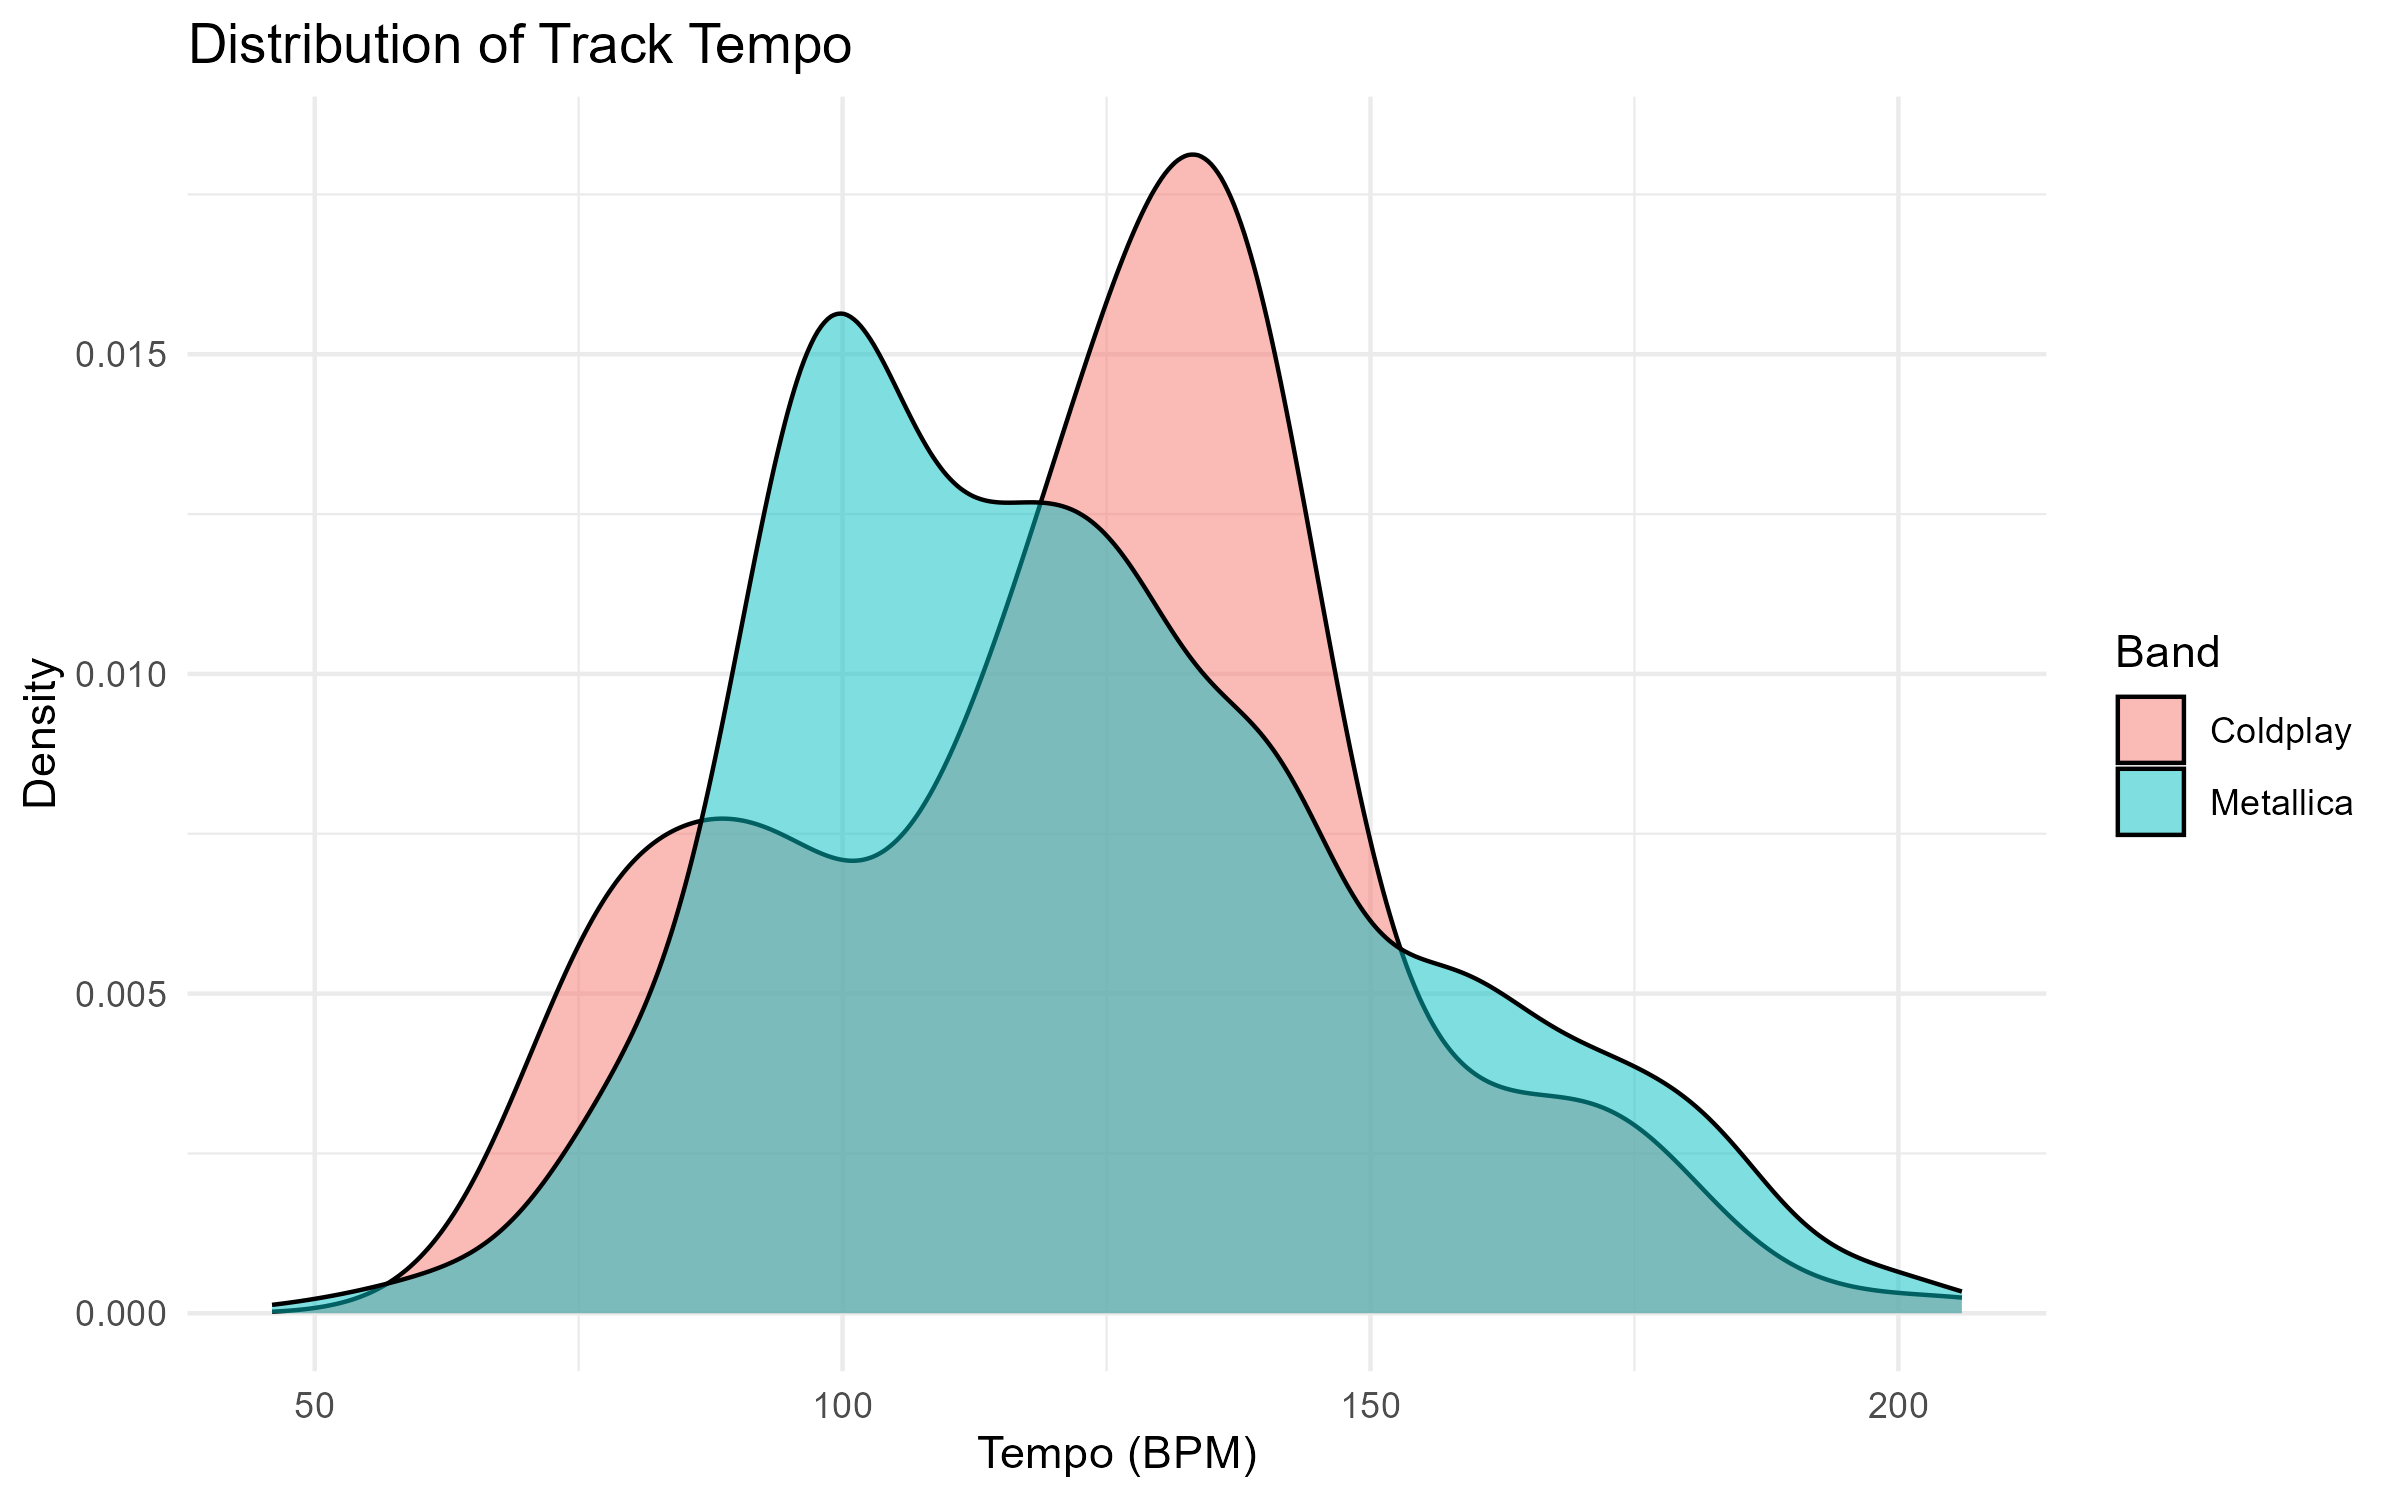 Distribution of Track Tempo
Density
0.015
0.010
0.005
0.000
50
100
150
200
Tempo (BPM)
Band
Coldplay
Metallica